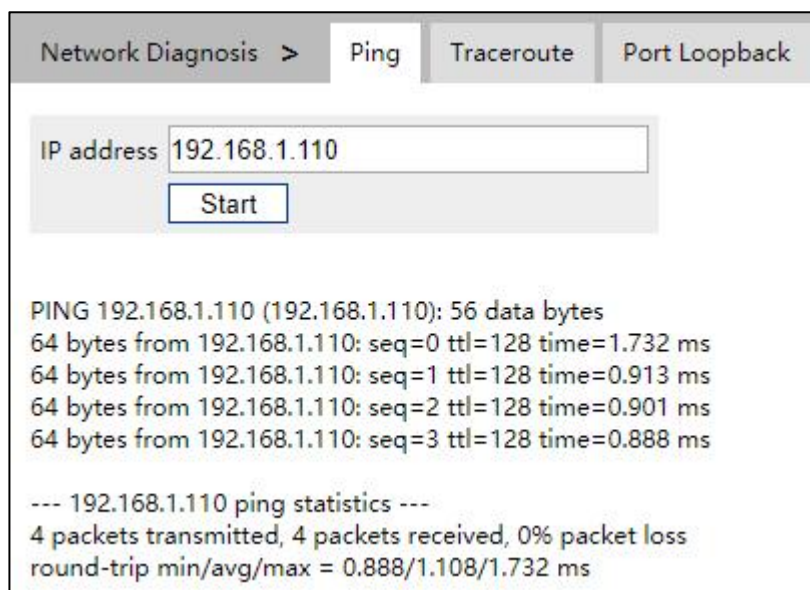 Network Diagnosis > Ping Traceroute Port Loopback
IP address 192.168.1.110
Start
PING 192.168.1.110 (192.168.1.110): 56 data bytes
64 bytes from 192.168.1.110: seq=0 ttl=128 time=1.732 ms
64 bytes from 192.168.1.110: seq=1 ttl=128 time=0.913 ms
64 bytes from 192.168.1.110: seq=2 ttl=128 time=0.901 ms
64 bytes from 192.168.1.110: seq=3 ttl=128 time=0.888 ms
--- 192.168.1.110 ping statistics ---
4 packets transmitted, 4 packets received, 0% packet loss
round-trip min/avg/max = 0.888/1.108/1.732 ms